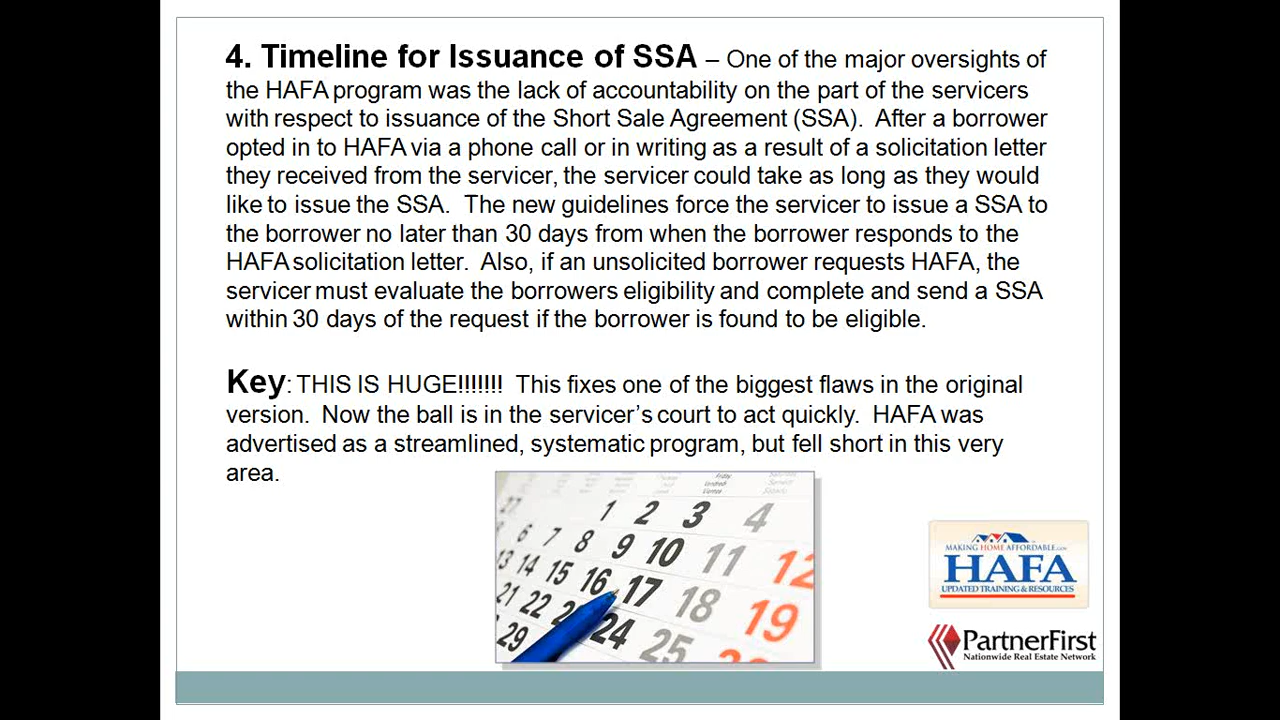 4. Timeline for Issuance of SSA – One of the major oversights of
the HAFA program was the lack of accountability on the part of the servicers
with respect to issuance of the Short Sale Agreement (SSA).  After a borrower
opted in to HAFA via a phone call or in writing as a result of a solicitation letter
they received from the servicer, the servicer could take as long as they would
like to issue the SSA.  The new guidelines force the servicer to issue a SSA to
the borrower no later than 30 days from when the borrower responds to the
HAFA solicitation letter.  Also, if an unsolicited borrower requests HAFA, the
servicer must evaluate the borrowers eligibility and complete and send a SSA
within 30 days of the request if the borrower is found to be eligible.
Key: THIS IS HUGE!!!!!!!  This fixes one of the biggest flaws in the original
version.  Now the ball is in the servicer's court to act quickly.  HAFA was
advertised as a streamlined, systematic program, but fell short in this very
area.
Friday
Vendredi
Viernes
1 2 3 4
6 7 8 9 10 11 12
13 14 15 16 17 18 19
21 22 24 25
29
MAKING HOME AFFORDABLE.GOV
HAFA
UPDATED TRAINING & RESOURCES
PartnerFirst
Nationwide Real Estate Network